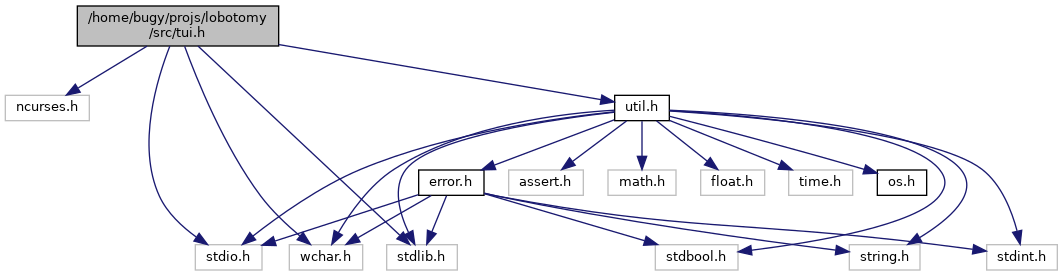 /home/bugy/projs/lobotomy
/src/tui.h
ncurses.h
util.h
error.h
assert.h
math.h
float.h
time.h
os.h
stdio.h
wchar.h
stdlib.h
stdbool.h
string.h
stdint.h